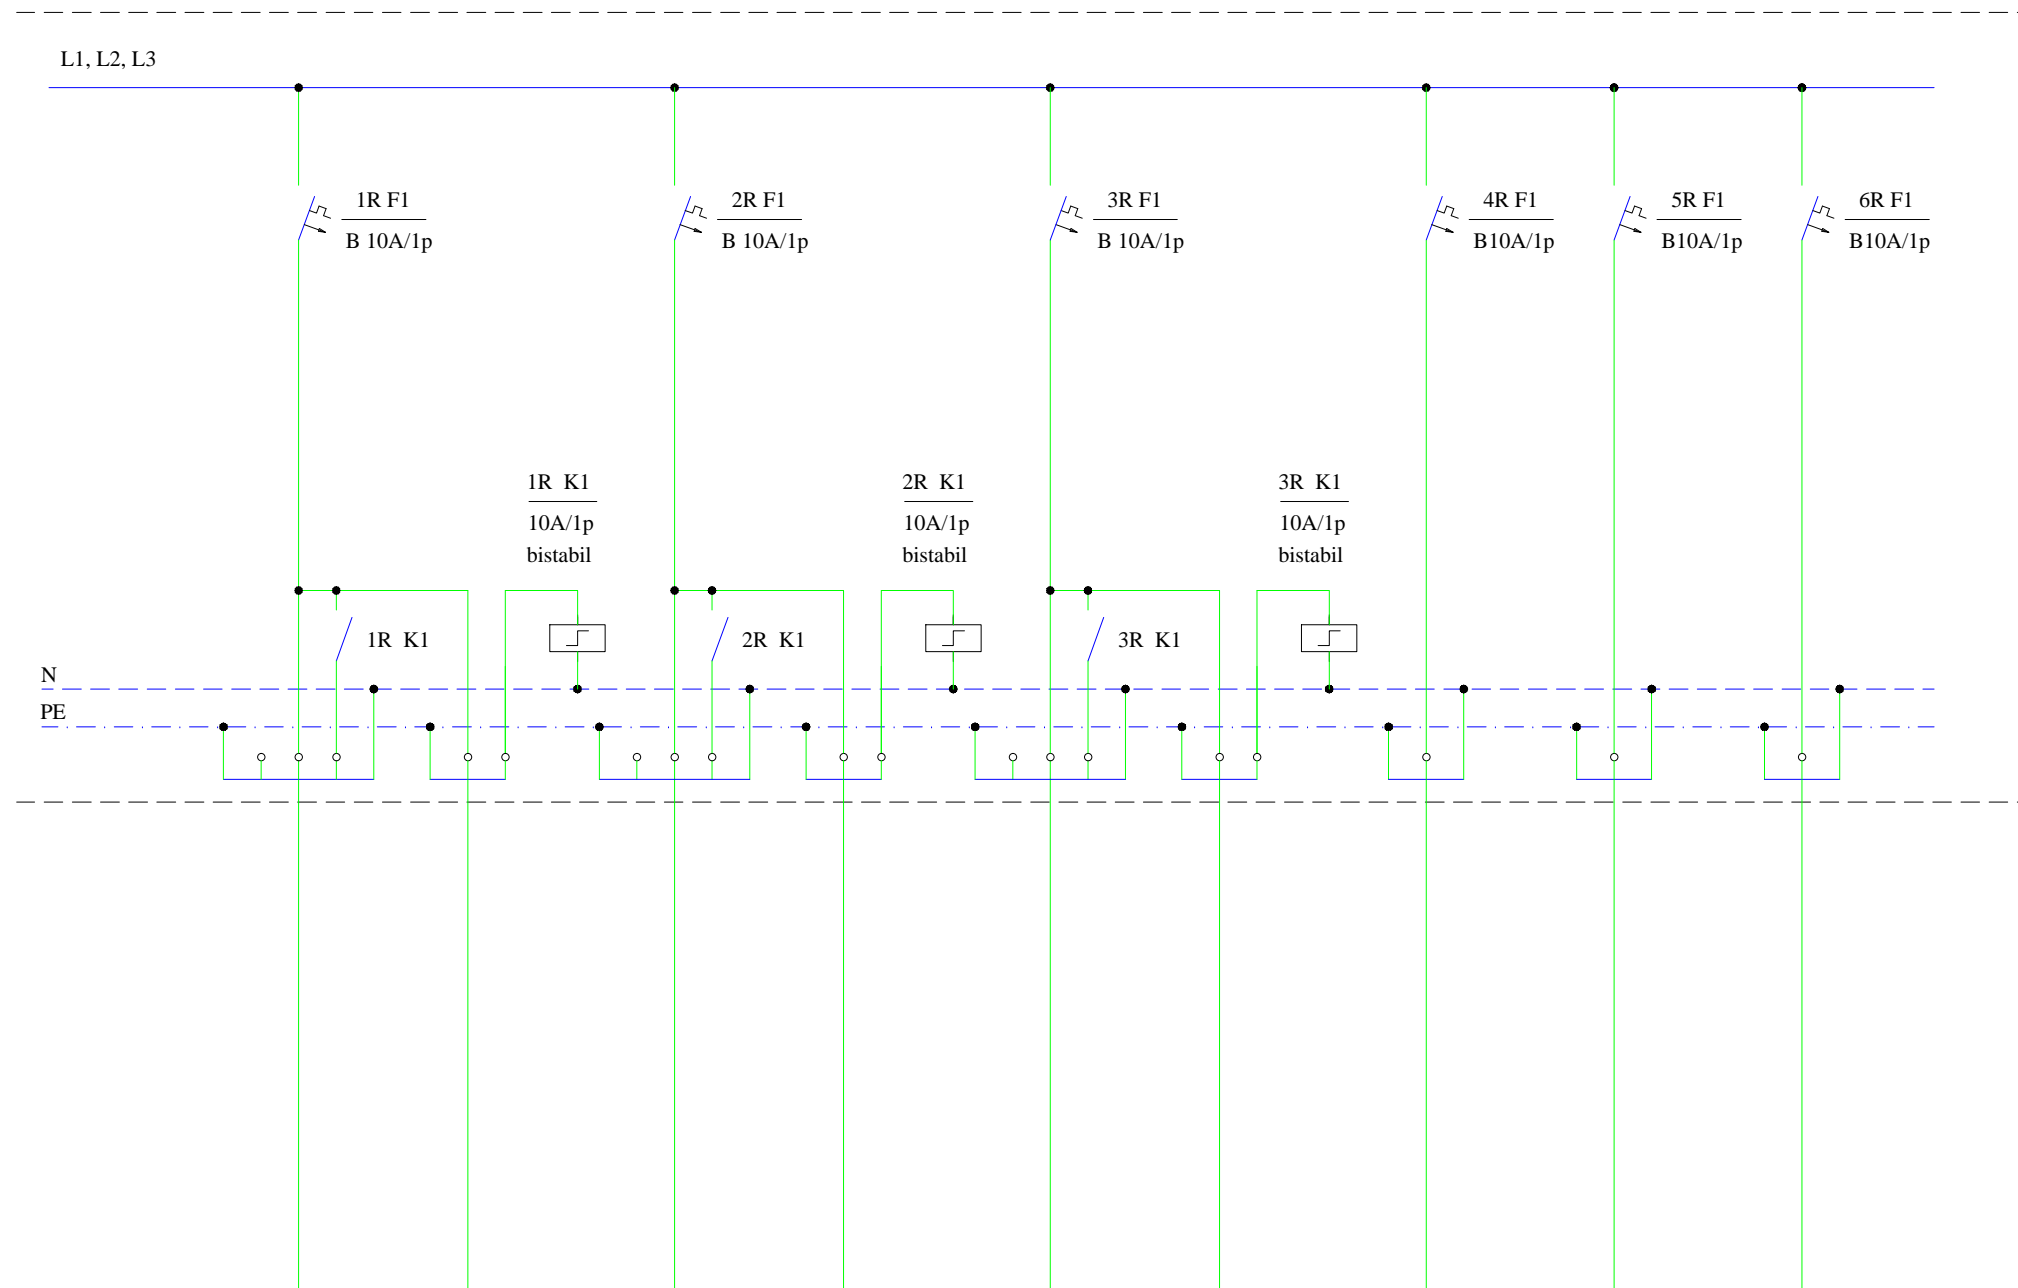 L1, L2, L3
1R F1
B 10A/1p
2R F1
B 10A/1p
3R F1
B 10A/1p
4R F1
B10A/1p
5R F1
B10A/1p
6R F1
B10A/1p
1R K1
10A/1p
bistabil
2R K1
10A/1p
bistabil
3R K1
10A/1p
bistabil
1R K1
2R K1
3R K1
N
PE